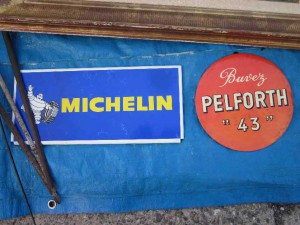 MICHELIN
Buvez
PELFORTH
"43"